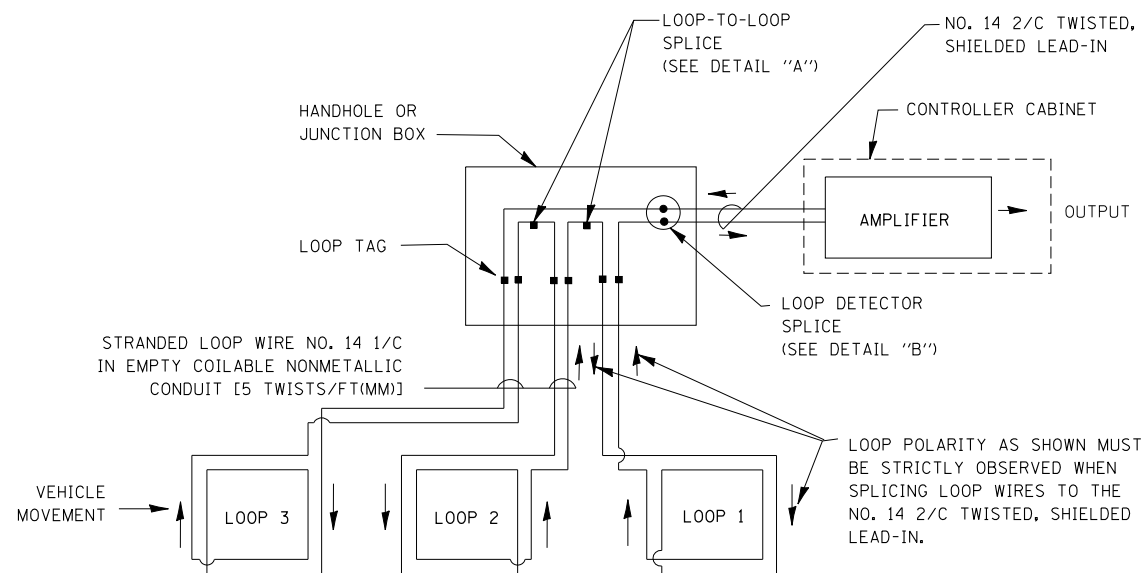 LOOP-TO-LOOP
SPLICE
(SEE DETAIL "A")
NO. 14 2/C TWISTED,
SHIELDED LEAD-IN
HANDHOLE OR
JUNCTION BOX
CONTROLLER CABINET
AMPLIFIER
OUTPUT
LOOP TAG
LOOP DETECTOR
SPLICE
(SEE DETAIL "B")
STRANDED LOOP WIRE NO. 14 1/C
IN EMPTY COILABLE NONMETALLIC
CONDUIT [5 TWISTS/FT(MM)]
LOOP POLARITY AS SHOWN MUST
BE STRICTLY OBSERVED WHEN
SPLICING LOOP WIRES TO THE
NO. 14 2/C TWISTED, SHIELDED
LEAD-IN.
VEHICLE
MOVEMENT
LOOP 3
LOOP 2
LOOP 1